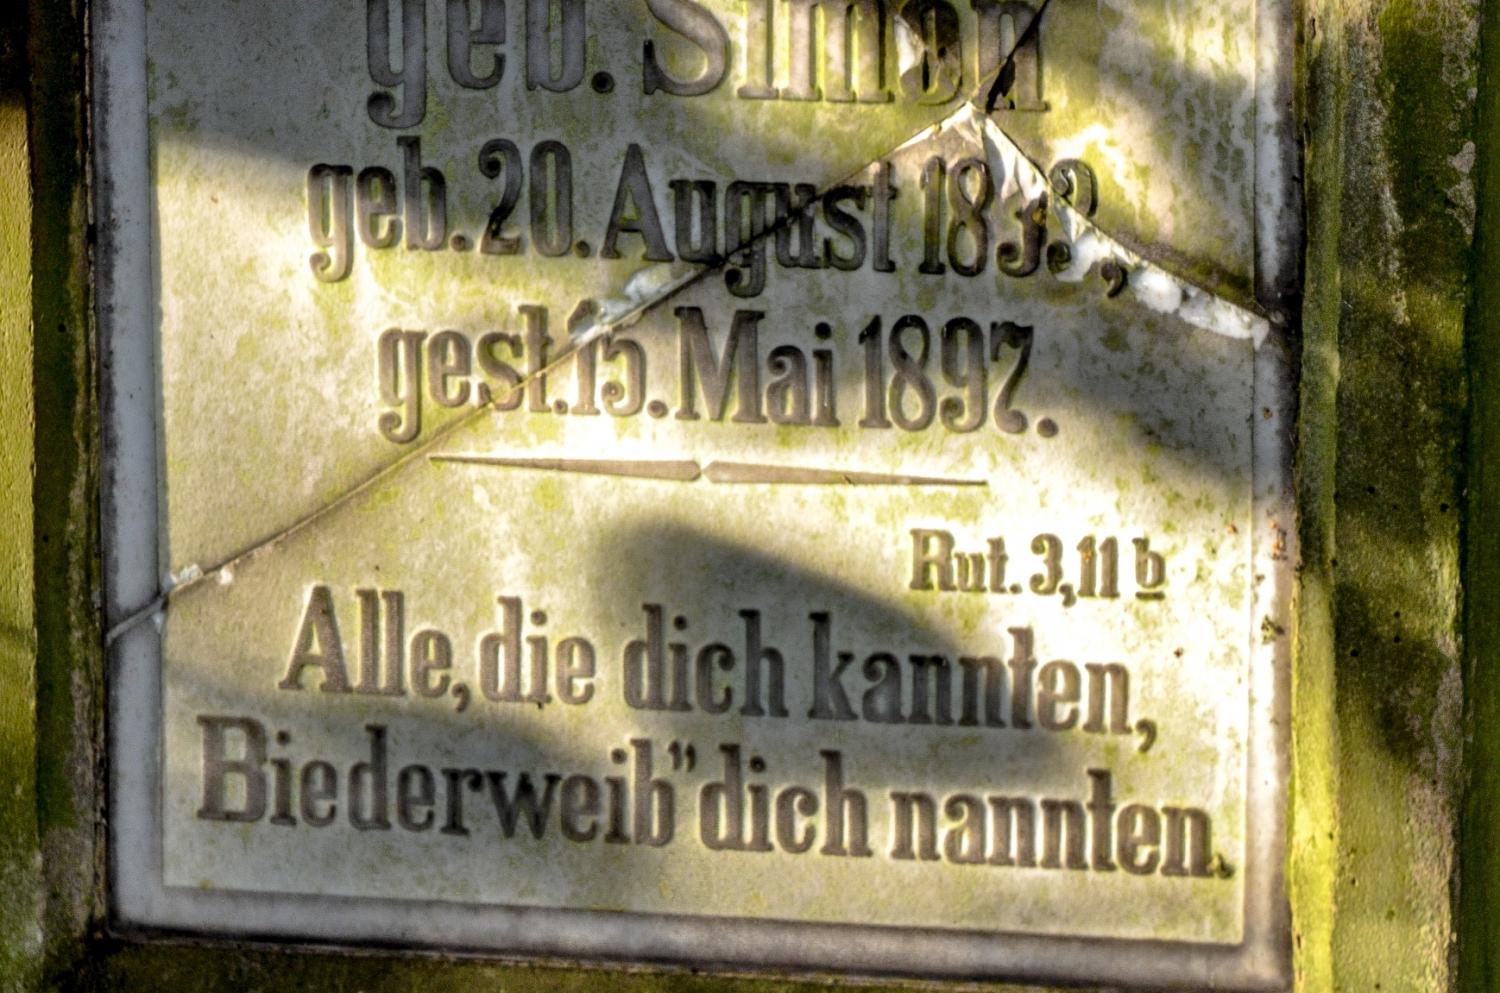 geb. Simon
geb. 20. August
gest. 15. Mai 1897.
Rut. 3,11 b
Alle, die dich kannten,
Biederweib" dich nannten.